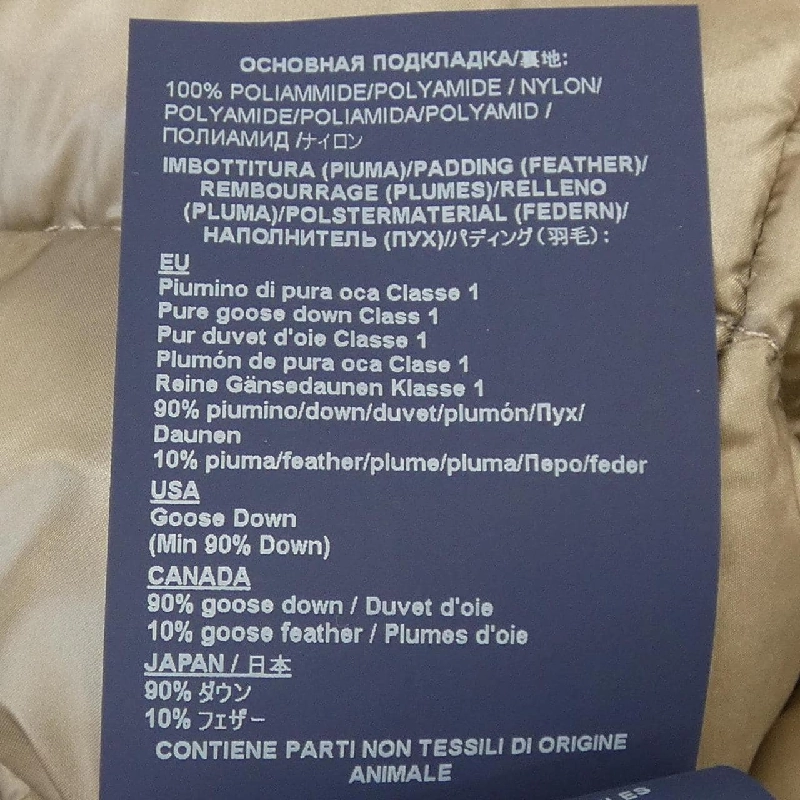 ОСНОВНАЯ ПОДКЛАДКА/裏地:
100% POLIAMMIDE/POLYAMIDE / NYLON/
POLYAMIDE/POLIAMIDA/POLYAMID /
ПОЛИАМИД /ナイロン
IMBOTTITURA (PIUMA)/PADDING (FEATHER)/
REMBOURRAGE (PLUMES)/RELLENO
(PLUMA)/POLSTERMATERIAL (FEDERN)/
НАПОЛНИТЕЛЬ (ПУХ)/パディング(羽毛):
EU
Piumino di pura oca Classe 1
Pure goose down Class 1
Pur duvet d'oie Classe 1
Plumón de pura oca Clase 1
Reine Gänsedaunen Klasse 1
90% piumino/down/duvet/plumón/Пух/
Daunen
10% piuma/feather/plume/pluma/Перо/feder
USA
Goose Down
(Min 90% Down)
CANADA
90% goose down / Duvet d'oie
10% goose feather / Plumes d'oie
JAPAN / 日本
90% ダウン
10% フェザー
CONTIENE PARTI NON TESSILI DI ORIGINE
ANIMALE